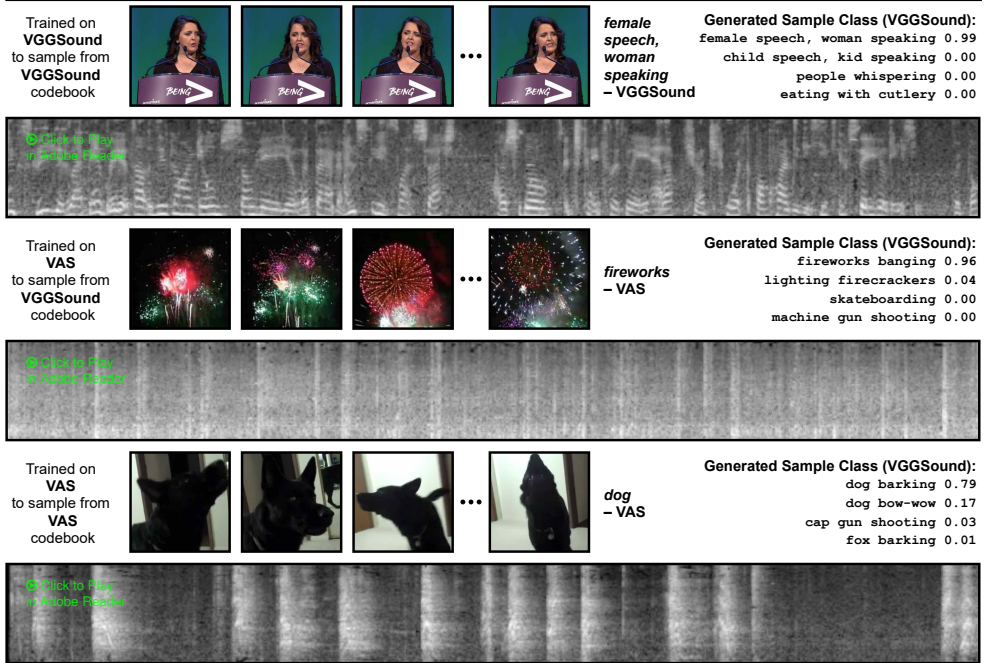 Trained on
VGGSound
to sample from
VGGSound
codebook
BEING
BEING
BEING
BEING
•••
female
speech,
woman
speaking
– VGGSound
Generated Sample Class (VGGSound):
female speech, woman speaking 0.99
child speech, kid speaking 0.00
people whispering 0.00
eating with cutlery 0.00
Click to Play
in Adobe Reader
Trained on
VAS
to sample from
VGGSound
codebook
•••
fireworks
– VAS
Generated Sample Class (VGGSound):
fireworks banging 0.96
lighting firecrackers 0.04
skateboarding 0.00
machine gun shooting 0.00
Click to Play
in Adobe Reader
Trained on
VAS
to sample from
VAS
codebook
•••
dog
– VAS
Generated Sample Class (VGGSound):
dog barking 0.79
dog bow-wow 0.17
cap gun shooting 0.03
fox barking 0.01
Click to Play
in Adobe Reader